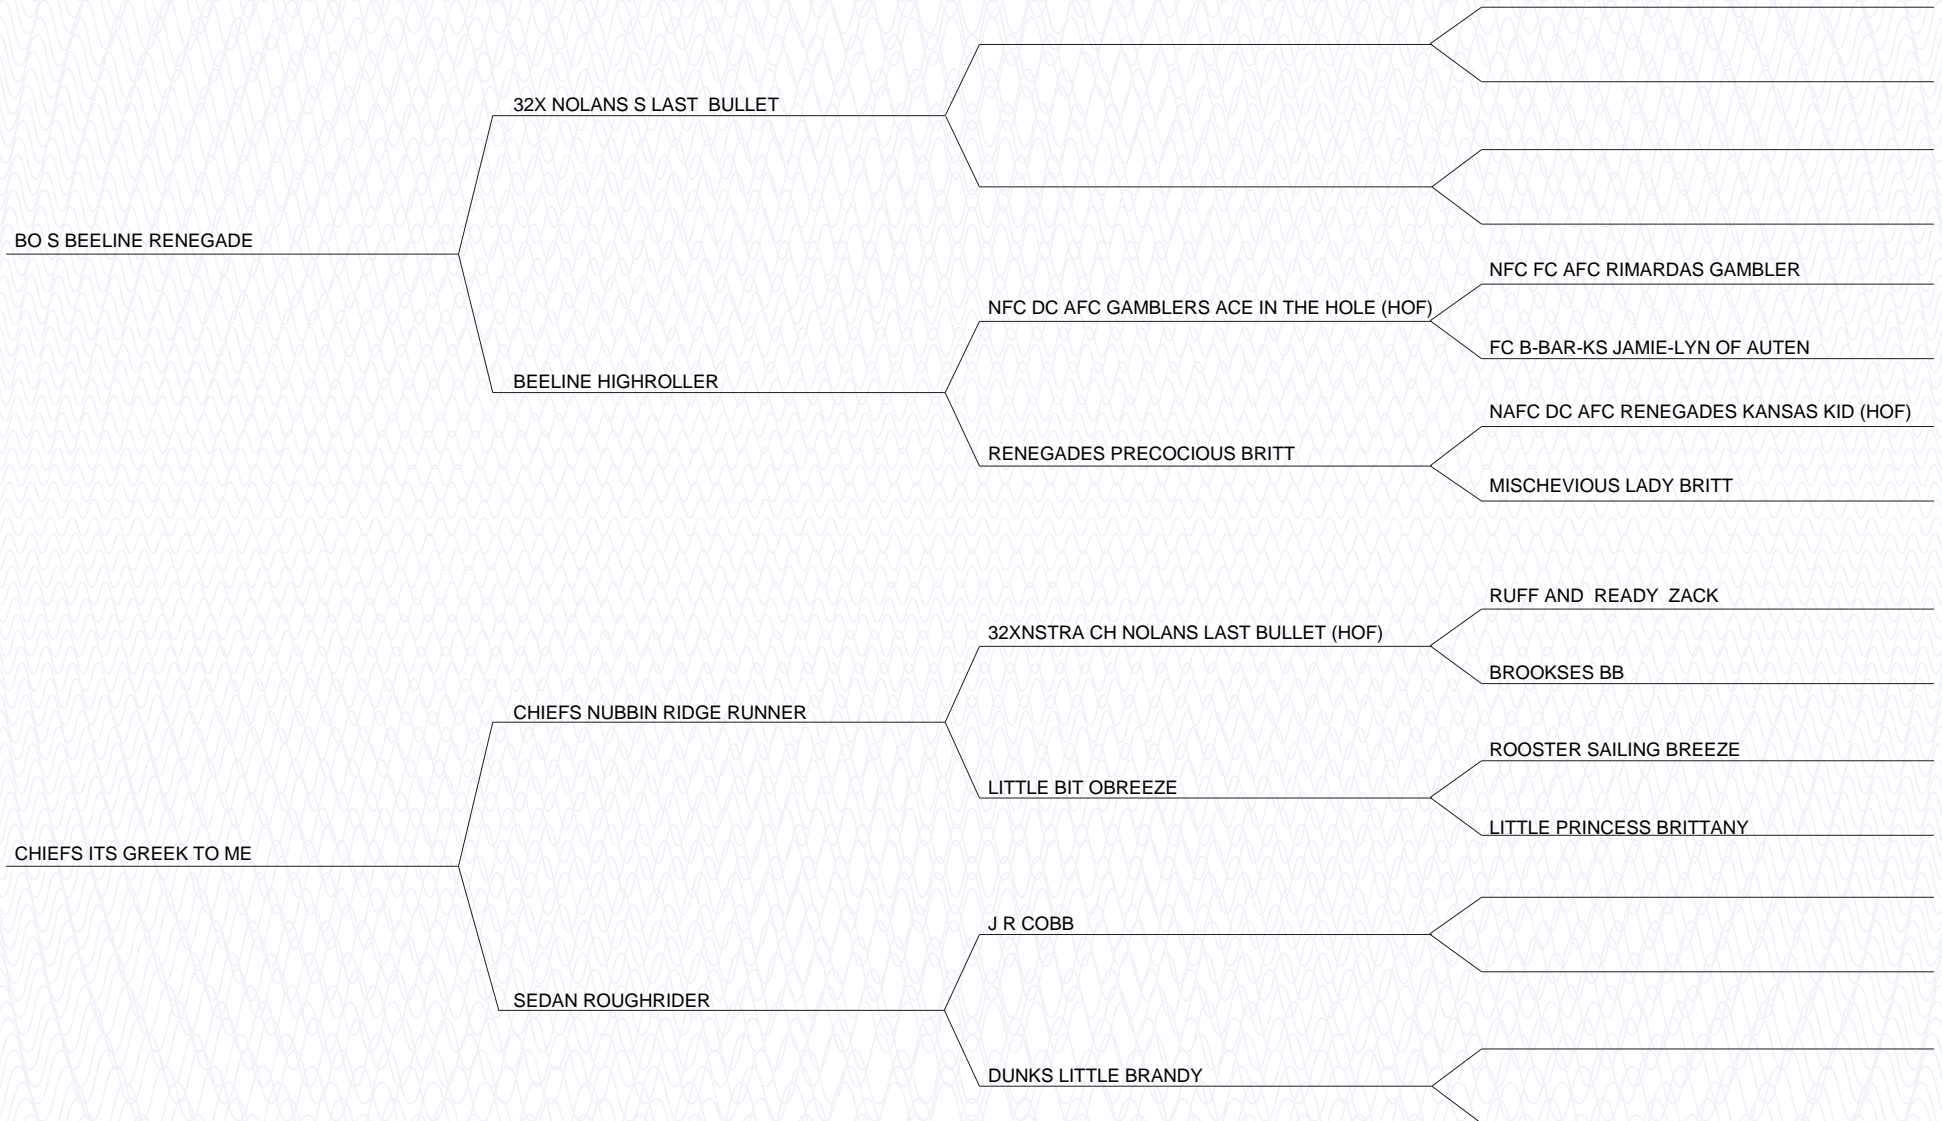 32X NOLANS S LAST  BULLET
BO S BEELINE RENEGADE
NFC FC AFC RIMARDAS GAMBLER
NFC DC AFC GAMBLERS ACE IN THE HOLE (HOF)
FC B-BAR-KS JAMIE-LYN OF AUTEN
BEELINE HIGHROLLER
NAFC DC AFC RENEGADES KANSAS KID (HOF)
RENEGADES PRECOCIOUS BRITT
MISCHEVIOUS LADY BRITT
RUFF AND  READY  ZACK
32XNSTRA CH NOLANS LAST BULLET (HOF)
BROOKSES BB
CHIEFS NUBBIN RIDGE RUNNER
ROOSTER SAILING BREEZE
LITTLE BIT OBREEZE
LITTLE PRINCESS BRITTANY
CHIEFS ITS GREEK TO ME
J R COBB
SEDAN ROUGHRIDER
DUNKS LITTLE BRANDY